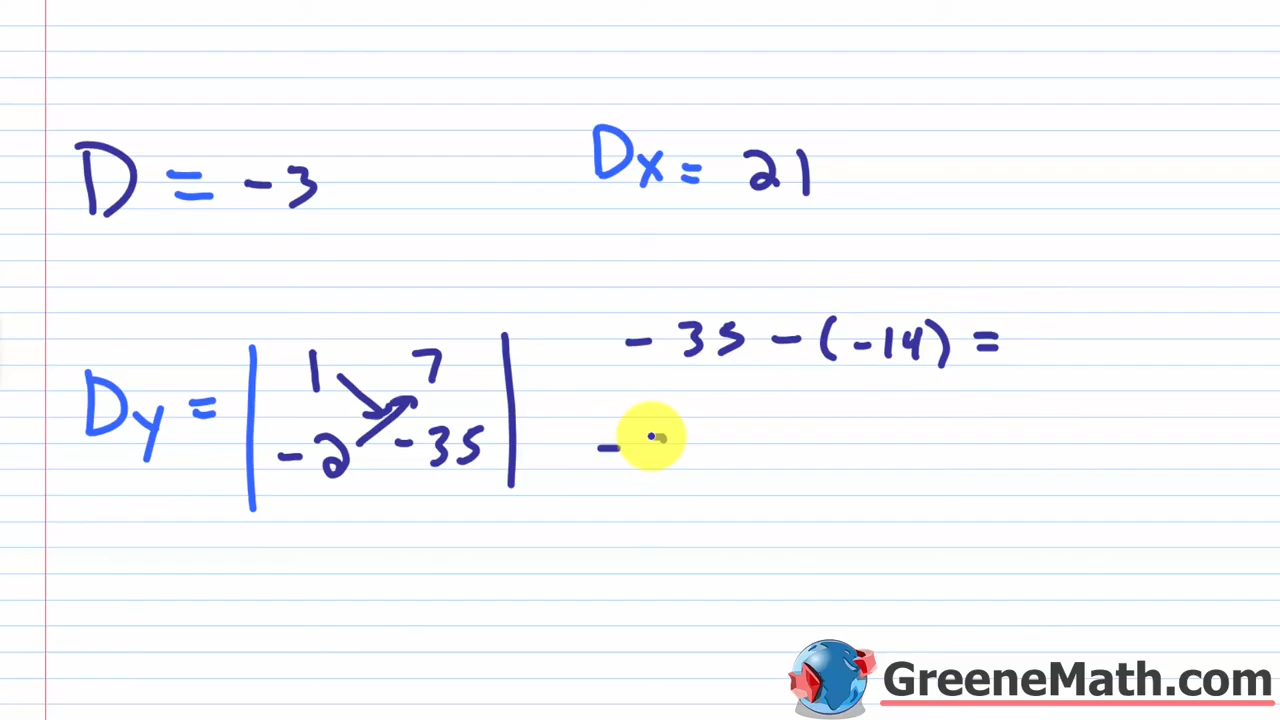 D = -3
Dx = 21
- 35 - (-14) =
Dy = | 1 7 |
| -2 -35 |
-
GreeneMath.com